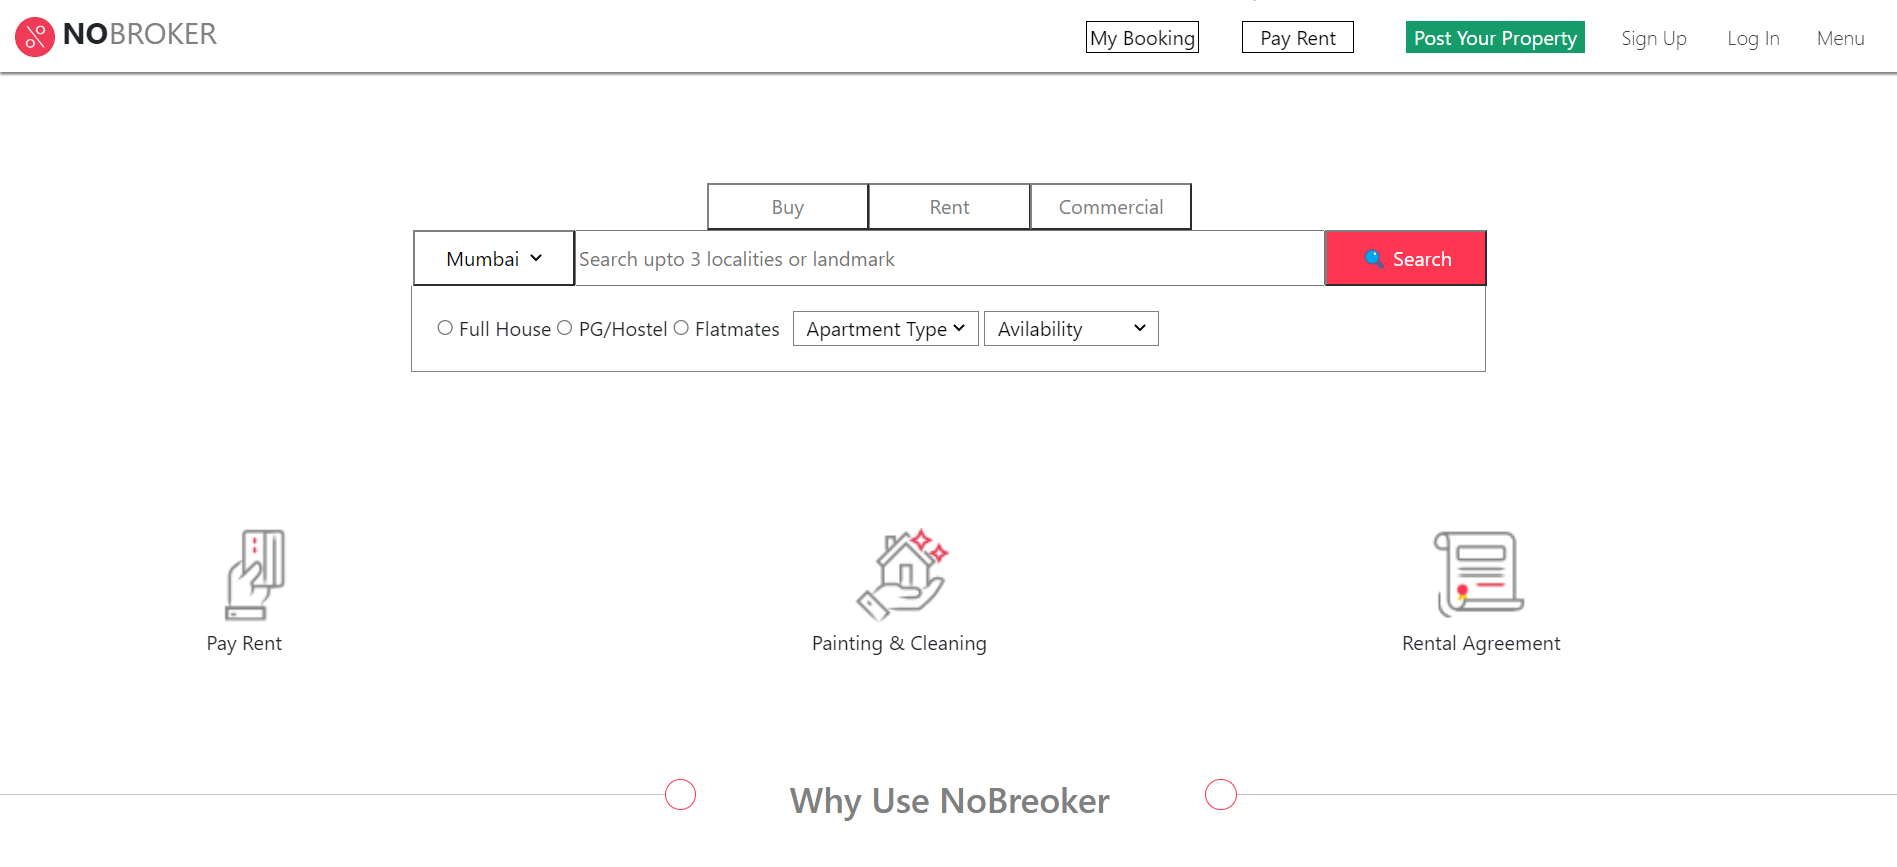 NOBROKER
My Booking
Pay Rent
Post Your Property
Sign Up
Log In
Menu
Buy
Rent
Commercial
Mumbai
Search upto 3 localities or landmark
Search
Full House
PG/Hostel
Flatmates
Apartment Type
Avilability
Pay Rent
Painting & Cleaning
Rental Agreement
Why Use NoBreoker